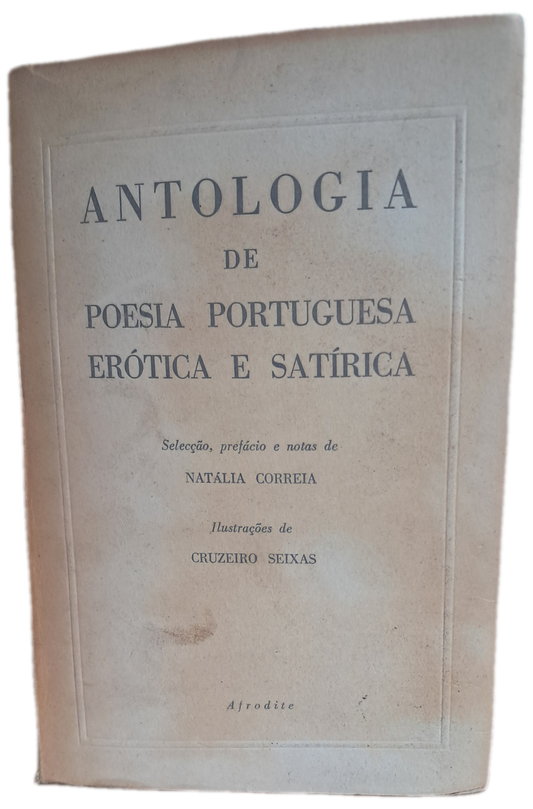 ANTOLOGIA
DE
POESIA PORTUGUESA
ERÓTICA E SATÍRICA
Selecção, prefácio e notas de
NATÁLIA CORREIA
Ilustrações de
CRUZEIRO SEIXAS
Afrodite